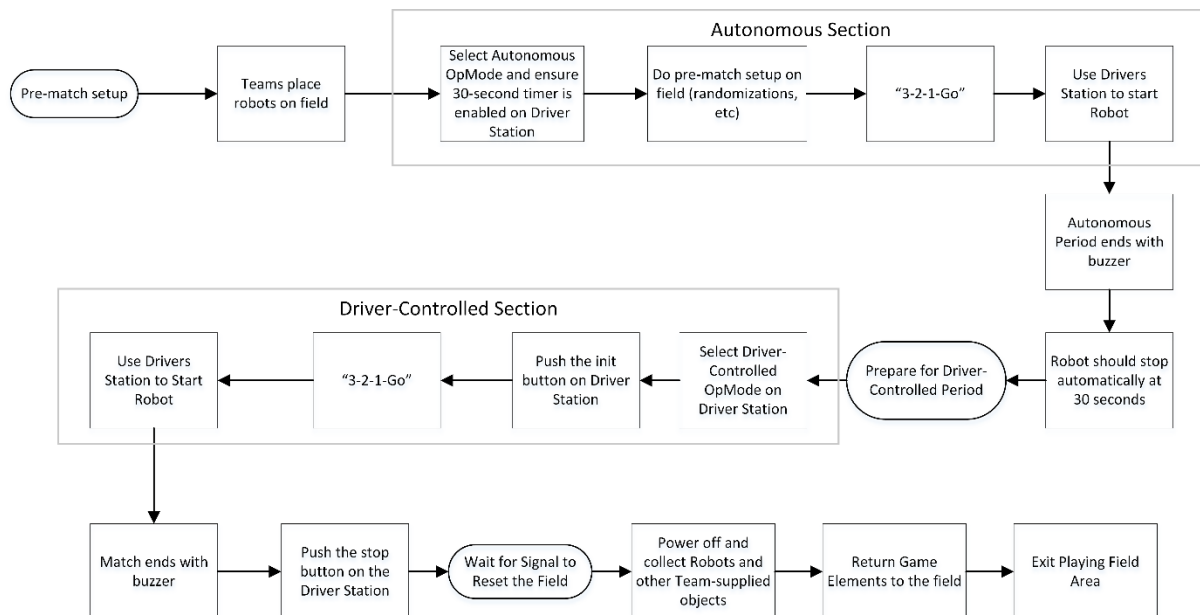 Autonomous Section
Pre-match setup
Teams place
robots on field
Select Autonomous
OpMode and ensure
30-second timer is
enabled on Driver
Station
Do pre-match setup on
field (randomizations,
etc)
“3-2-1-Go”
Use Drivers
Station to start
Robot
Autonomous
Period ends with
buzzer
Robot should stop
automatically at
30 seconds
Prepare for Driver-
Controlled Period
Driver-Controlled Section
Select Driver-
Controlled
OpMode on
Driver Station
Push the init
button on Driver
Station
“3-2-1-Go”
Use Drivers
Station to Start
Robot
Match ends with
buzzer
Push the stop
button on the
Driver Station
Wait for Signal to
Reset the Field
Power off and
collect Robots and
other Team-supplied
objects
Return Game
Elements to the field
Exit Playing Field
Area